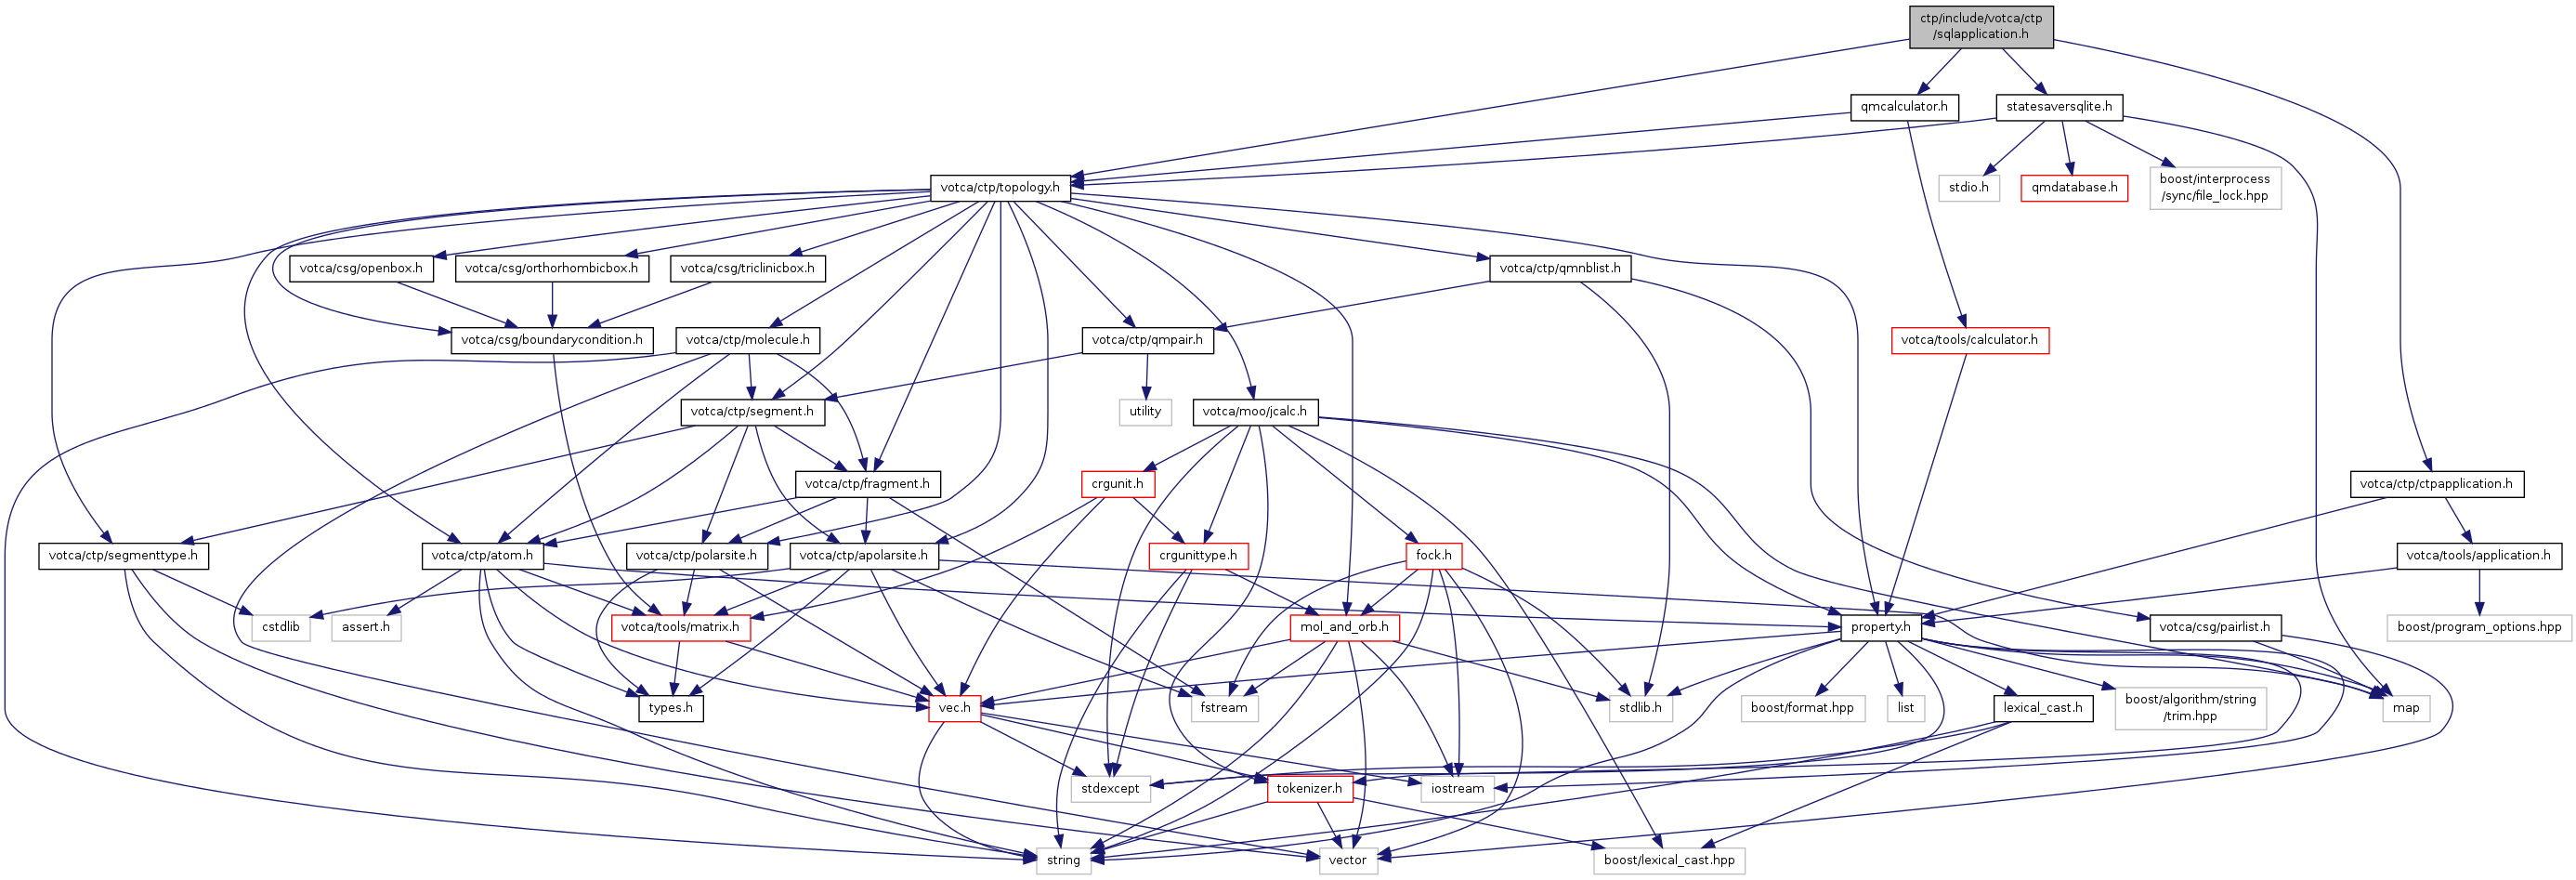 ctp/include/votca/ctp
/sqlapplication.h
qmcalculator.h
statesaversqlite.h
votca/ctp/topology.h
stdio.h
qmdatabase.h
boost/interprocess
/sync/file_lock.hpp
votca/csg/openbox.h
votca/csg/orthorhombicbox.h
votca/csg/triclinicbox.h
votca/ctp/qmnblist.h
votca/csg/boundarycondition.h
votca/ctp/molecule.h
votca/ctp/qmpair.h
votca/tools/calculator.h
votca/ctp/segment.h
utility
votca/moo/jcalc.h
votca/ctp/fragment.h
crgunit.h
votca/ctp/ctpapplication.h
votca/ctp/segmenttype.h
votca/ctp/atom.h
votca/ctp/polarsite.h
votca/ctp/apolarsite.h
crgunittype.h
fock.h
votca/tools/application.h
cstdlib
assert.h
votca/tools/matrix.h
mol_and_orb.h
property.h
votca/csg/pairlist.h
boost/program_options.hpp
types.h
vec.h
fstream
stdlib.h
boost/format.hpp
list
lexical_cast.h
boost/algorithm/string
/trim.hpp
map
stdexcept
tokenizer.h
iostream
string
vector
boost/lexical_cast.hpp